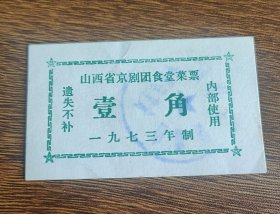 山西省京剧团食堂菜票
遗失不补
壹角
内部使用
一九七三年制